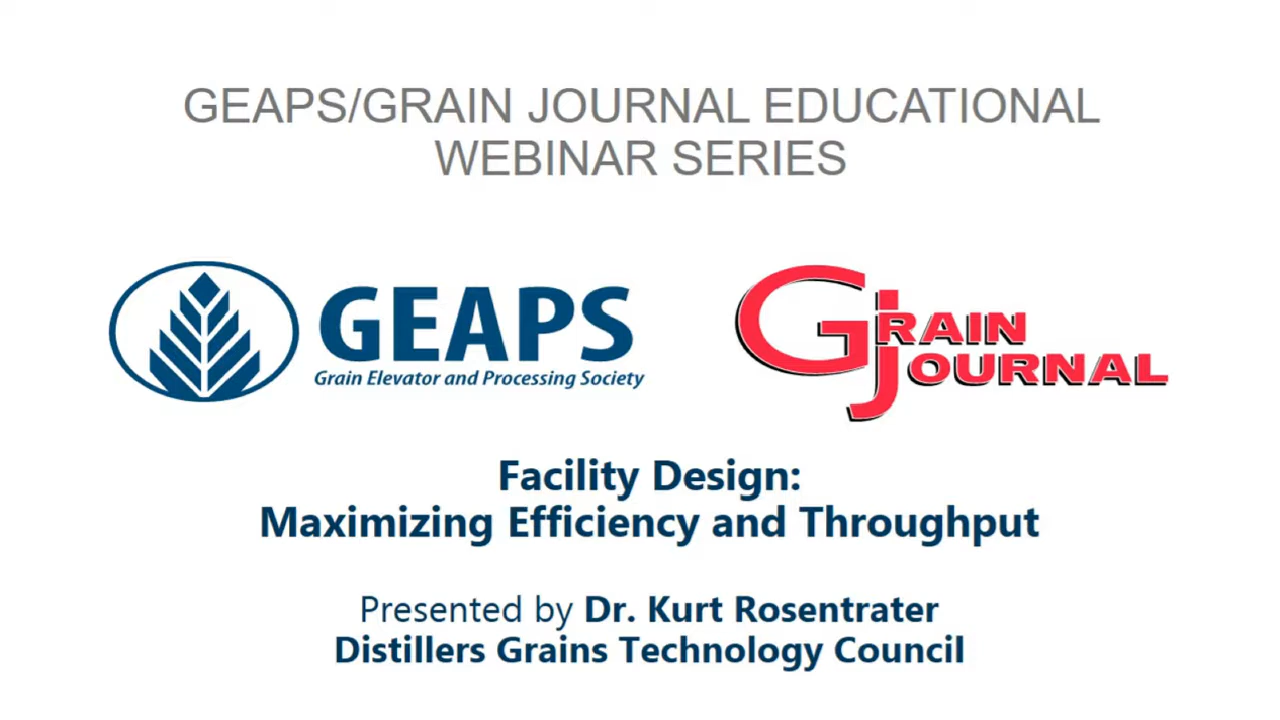 GEAPS/GRAIN JOURNAL EDUCATIONAL
WEBINAR SERIES
GEAPS
Grain Elevator and Processing Society
GRAIN
JOURNAL
Facility Design:
Maximizing Efficiency and Throughput
Presented by Dr. Kurt Rosentrater
Distillers Grains Technology Council